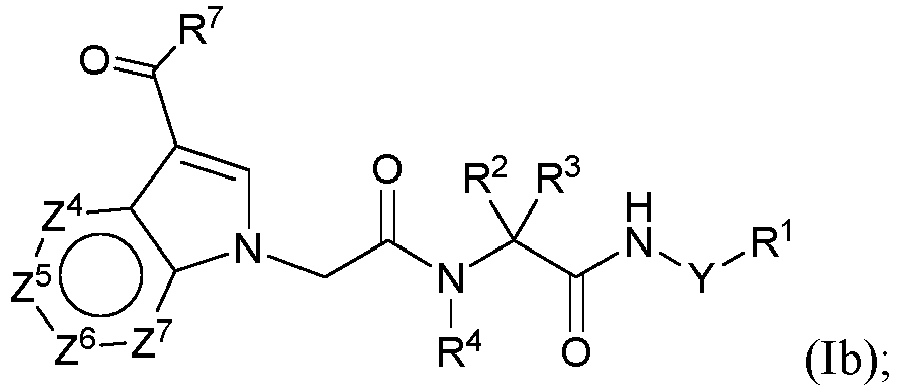 R⁷
O
O
R² R³
H
N
R¹
Z⁴
N
Z⁵
N
Y
Z⁶
Z⁷
R⁴
O
(Ib);